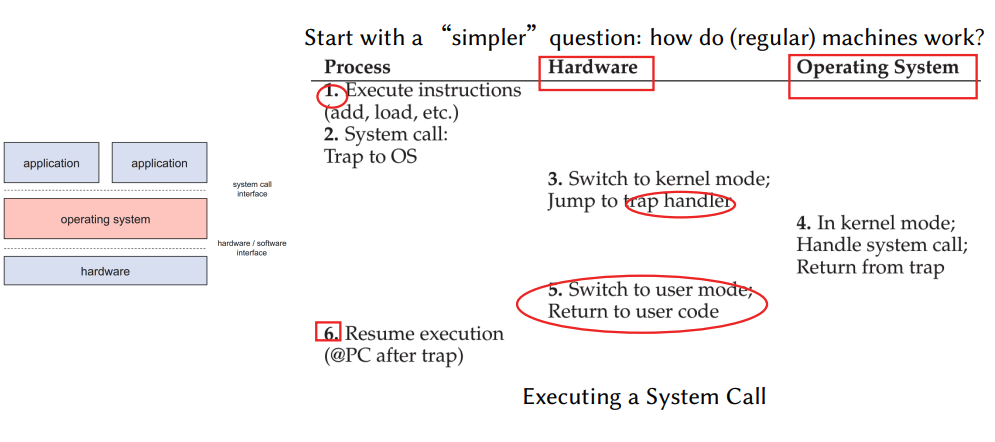 Start with a “simpler” question: how do (regular) machines work?
Process Hardware Operating System
1. Execute instructions
(add, load, etc.)
2. System call:
Trap to OS
3. Switch to kernel mode;
Jump to trap handler
4. In kernel mode;
Handle system call;
Return from trap
5. Switch to user mode;
Return to user code
6. Resume execution
(@PC after trap)
Executing a System Call
application application
system call
interface
operating system
hardware / software
interface
hardware